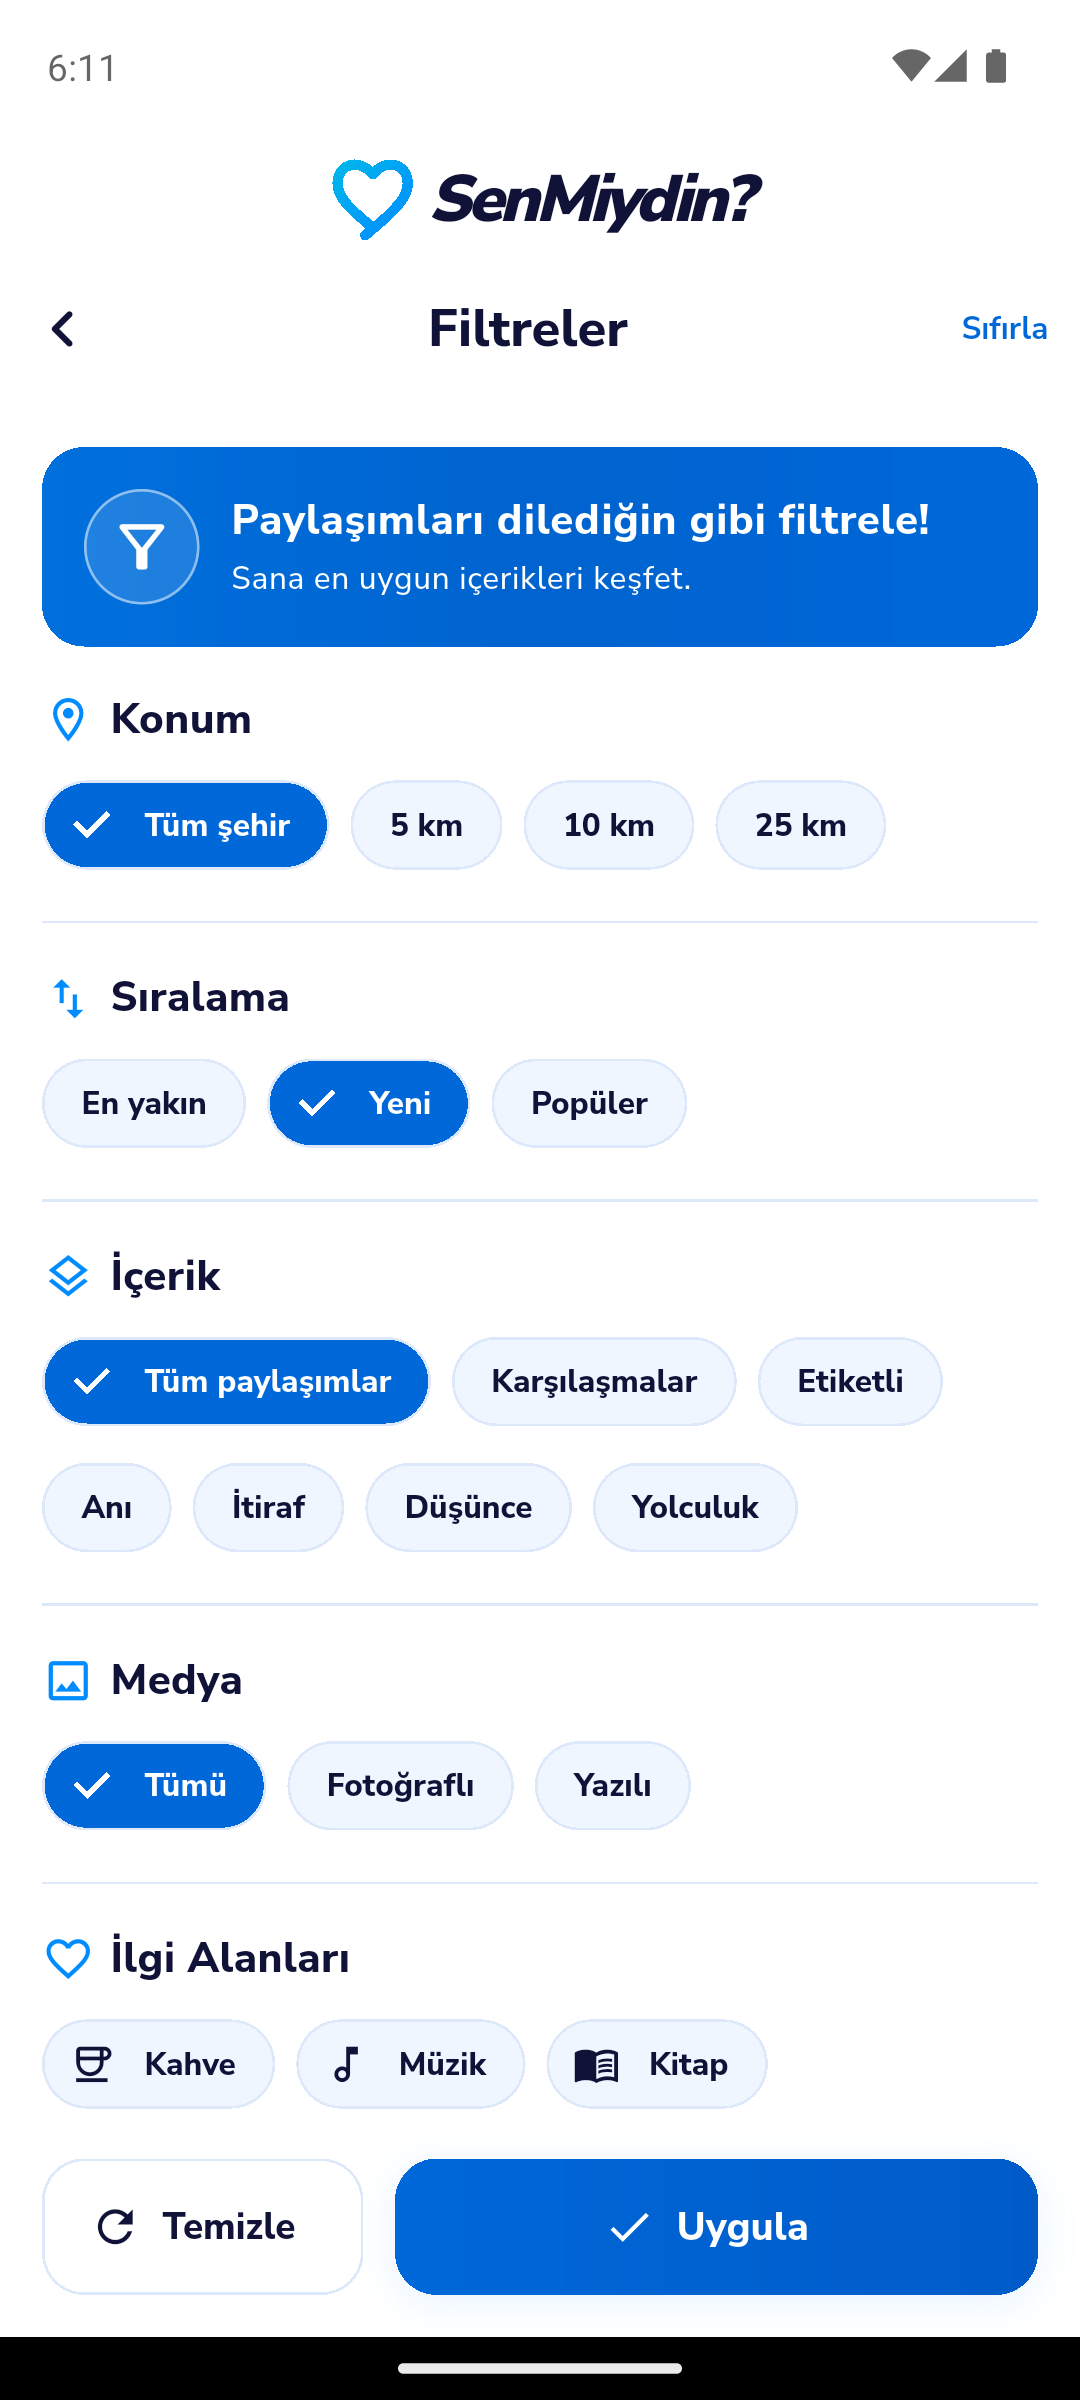 6:11
SenMiydin?
Filtreler
Sıfırla
Paylaşımları dilediğin gibi filtrele!
Sana en uygun içerikleri keşfet.
Konum
Tüm şehir 5 km 10 km 25 km
Sıralama
En yakın Yeni Popüler
İçerik
Tüm paylaşımlar Karşılaşmalar Etiketli
Anı İtiraf Düşünce Yolculuk
Medya
Tümü Fotoğraflı Yazılı
İlgi Alanları
Kahve Müzik Kitap
Temizle Uygula